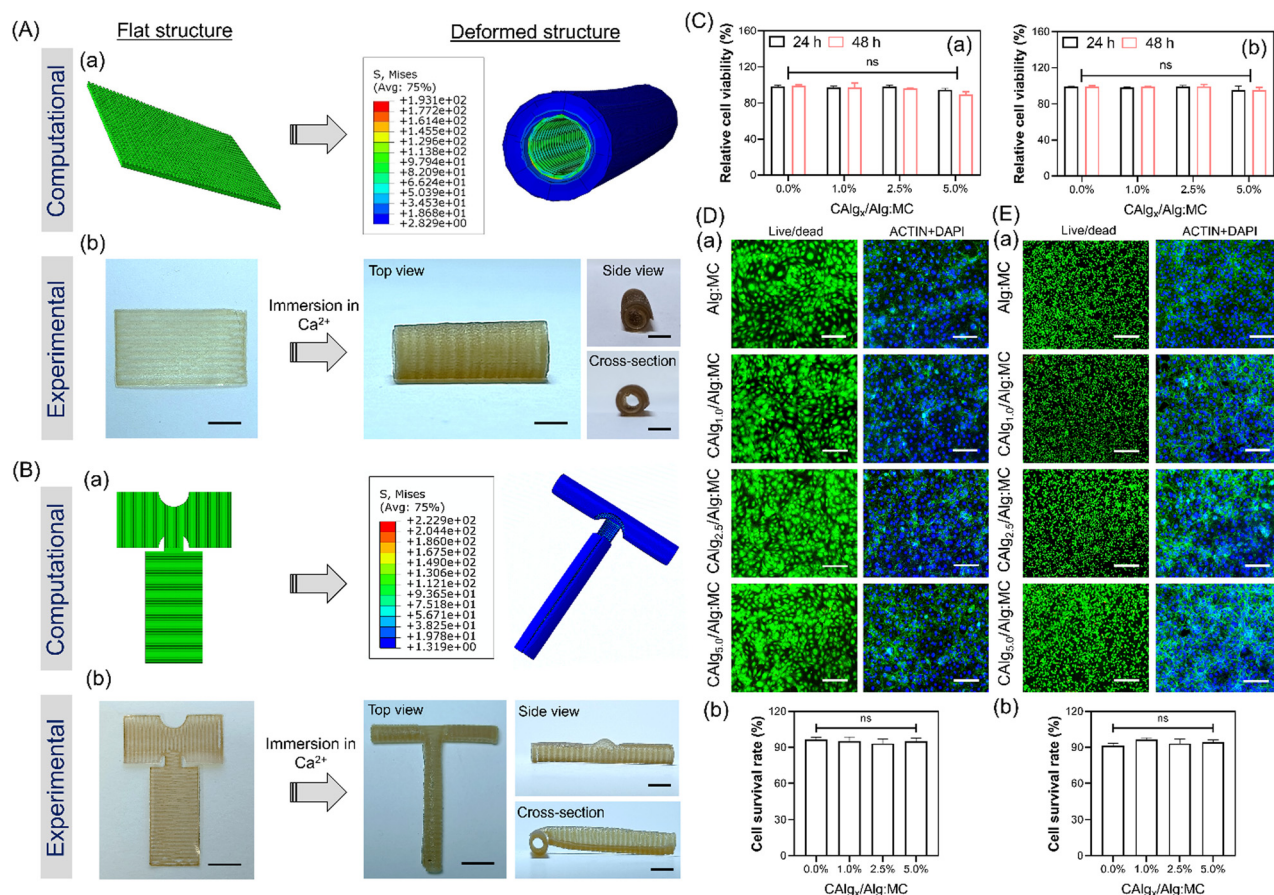 (A)
Flat structure
Deformed structure
Computational
(a)
S, Mises
(Avg: 75%)
+1.931e+02
+1.772e+02
+1.614e+02
+1.455e+02
+1.296e+02
+1.138e+02
+9.794e+01
+8.209e+01
+6.624e+01
+5.039e+01
+3.453e+01
+1.868e+01
+2.829e+00
Experimental
(b)
Immersion in
Ca2+
Top view
Side view
Cross-section
(B)
Computational
(a)
S, Mises
(Avg: 75%)
+2.229e+02
+2.044e+02
+1.860e+02
+1.675e+02
+1.490e+02
+1.306e+02
+1.121e+02
+9.365e+01
+7.518e+01
+5.671e+01
+3.825e+01
+1.978e+01
+1.319e+00
Experimental
(b)
Immersion in
Ca2+
Top view
Side view
Cross-section
(C)
Relative cell viability (%)
160
120
80
40
0
24 h
48 h
(a)
ns
0.0%
1.0%
2.5%
5.0%
CAlgx/Alg:MC
Relative cell viability (%)
160
120
80
40
0
24 h
48 h
(b)
ns
0.0%
1.0%
2.5%
5.0%
CAlgx/Alg:MC
(D)
Live/dead
ACTIN+DAPI
(a)
Alg:MC
CAlg1.0/Alg:MC
CAlg2.5/Alg:MC
CAlg5.0/Alg:MC
(b)
Cell survival rate (%)
120
90
60
30
0
ns
0.0%
1.0%
2.5%
5.0%
CAlgx/Alg:MC
(E)
Live/dead
ACTIN+DAPI
(a)
Alg:MC
CAlg1.0/Alg:MC
CAlg2.5/Alg:MC
CAlg5.0/Alg:MC
(b)
Cell survival rate (%)
120
90
60
30
0
ns
0.0%
1.0%
2.5%
5.0%
CAlgx/Alg:MC